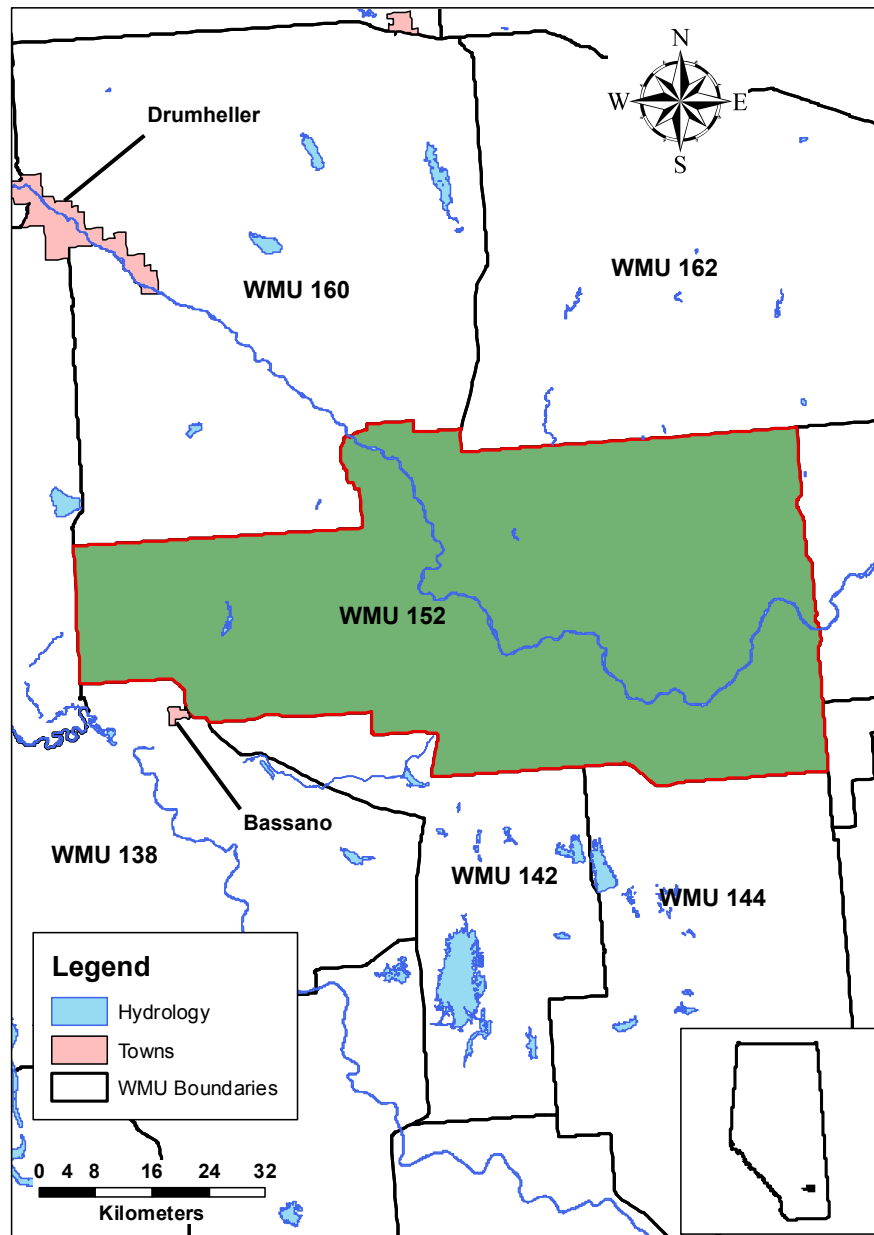 N
W E
S
Drumheller
WMU 160
WMU 162
WMU 152
Bassano
WMU 138
WMU 142
WMU 144
Legend
Hydrology
Towns
WMU Boundaries
0 4 8 16 24 32
Kilometers